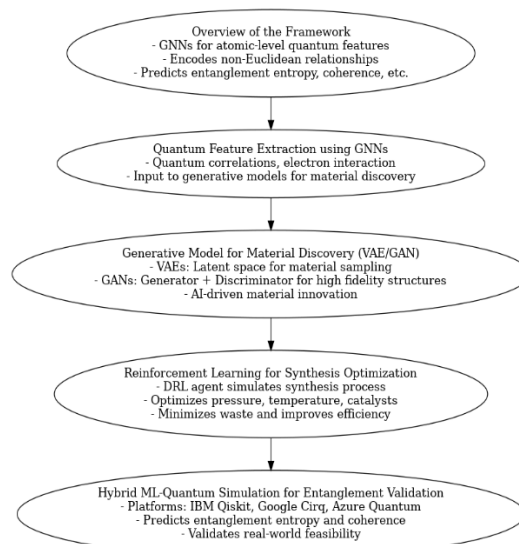 Overview of the Framework
- GNNs for atomic-level quantum features
- Encodes non-Euclidean relationships
- Predicts entanglement entropy, coherence, etc.
Quantum Feature Extraction using GNNs
- Quantum correlations, electron interaction
- Input to generative models for material discovery
Generative Model for Material Discovery (VAE/GAN)
- VAEs: Latent space for material sampling
- GANs: Generator + Discriminator for high fidelity structures
- AI-driven material innovation
Reinforcement Learning for Synthesis Optimization
- DRL agent simulates synthesis process
- Optimizes pressure, temperature, catalysts
- Minimizes waste and improves efficiency
Hybrid ML-Quantum Simulation for Entanglement Validation
- Platforms: IBM Qiskit, Google Cirq, Azure Quantum
- Predicts entanglement entropy and coherence
- Validates real-world feasibility